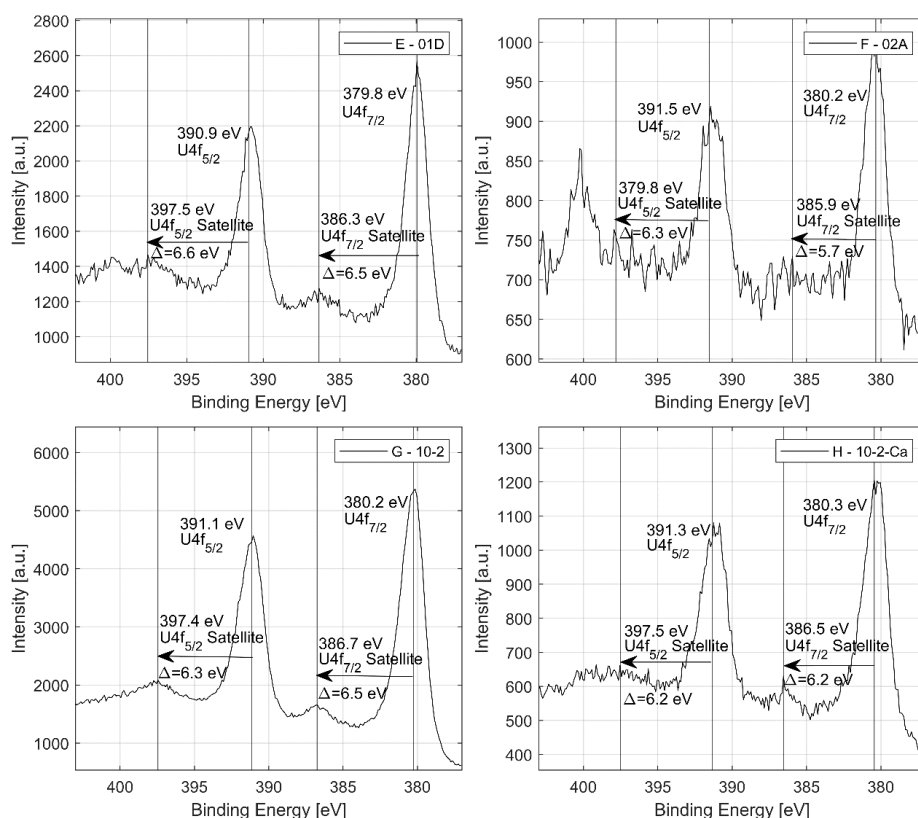 E - 01D
379.8 eV
U4f7/2
390.9 eV
U4f5/2
397.5 eV
U4f5/2 Satellite
Δ=6.6 eV
386.3 eV
U4f7/2 Satellite
Δ=6.5 eV
2800
2600
2400
2200
2000
1800
1600
1400
1200
1000
Intensity [a.u.]
400
395
390
385
380
Binding Energy [eV]
F - 02A
380.2 eV
U4f7/2
391.5 eV
U4f5/2
379.8 eV
U4f5/2 Satellite
Δ=6.3 eV
385.9 eV
U4f7/2 Satellite
Δ=5.7 eV
1000
950
900
850
800
750
700
650
600
Intensity [a.u.]
400
395
390
385
380
Binding Energy [eV]
G - 10-2
380.2 eV
U4f7/2
391.1 eV
U4f5/2
397.4 eV
U4f5/2 Satellite
Δ=6.3 eV
386.7 eV
U4f7/2 Satellite
Δ=6.5 eV
6000
5000
4000
3000
2000
1000
Intensity [a.u.]
400
395
390
385
380
Binding Energy [eV]
H - 10-2-Ca
380.3 eV
U4f7/2
391.3 eV
U4f5/2
397.5 eV
U4f5/2 Satellite
Δ=6.2 eV
386.5 eV
U4f7/2 Satellite
Δ=6.2 eV
1300
1200
1100
1000
900
800
700
600
500
400
Intensity [a.u.]
400
395
390
385
380
Binding Energy [eV]